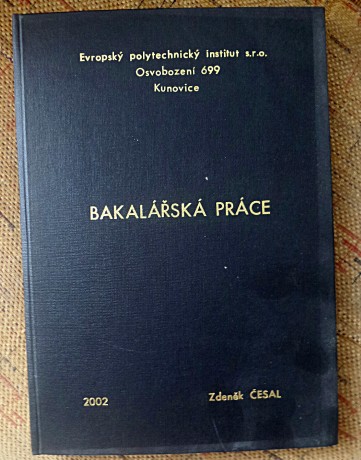 Evropský polytechnický institut s.r.o.
Osvobození 699
Kunovice
BAKALÁŘSKÁ PRÁCE
2002 Zdeněk ČESAL